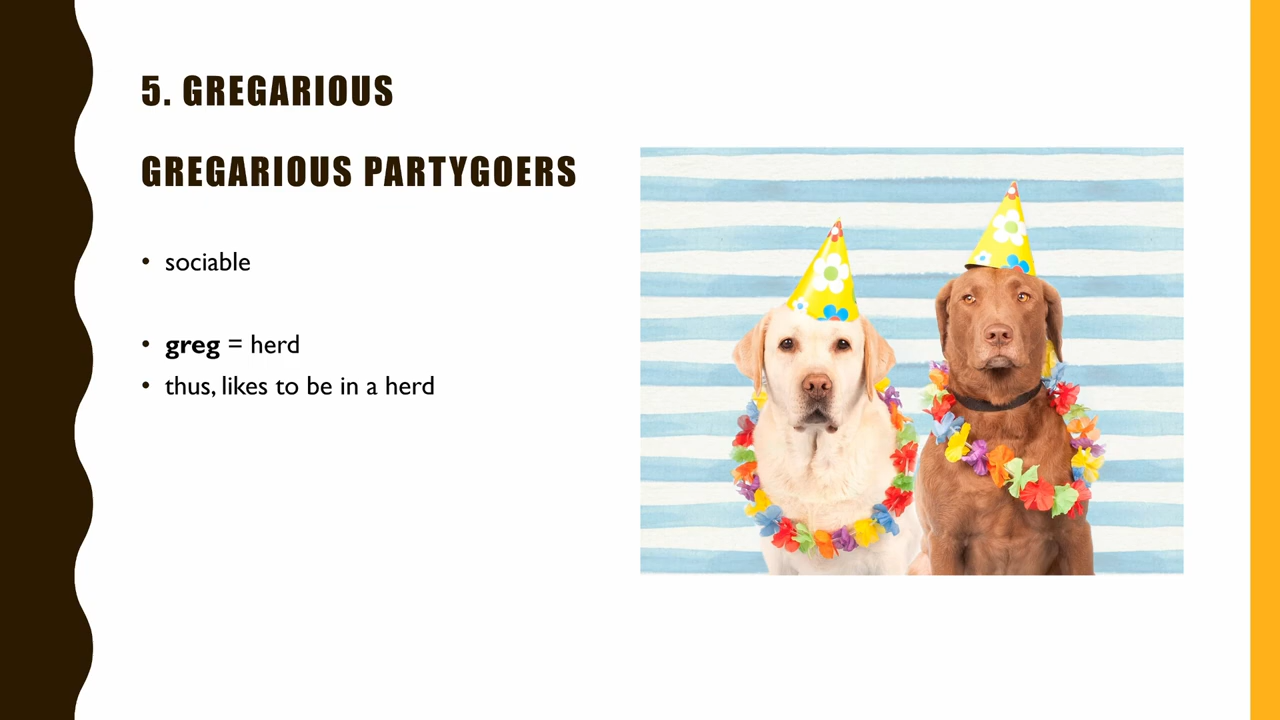 5. GREGARIOUS
GREGARIOUS PARTYGOERS
• sociable
• greg = herd
• thus, likes to be in a herd